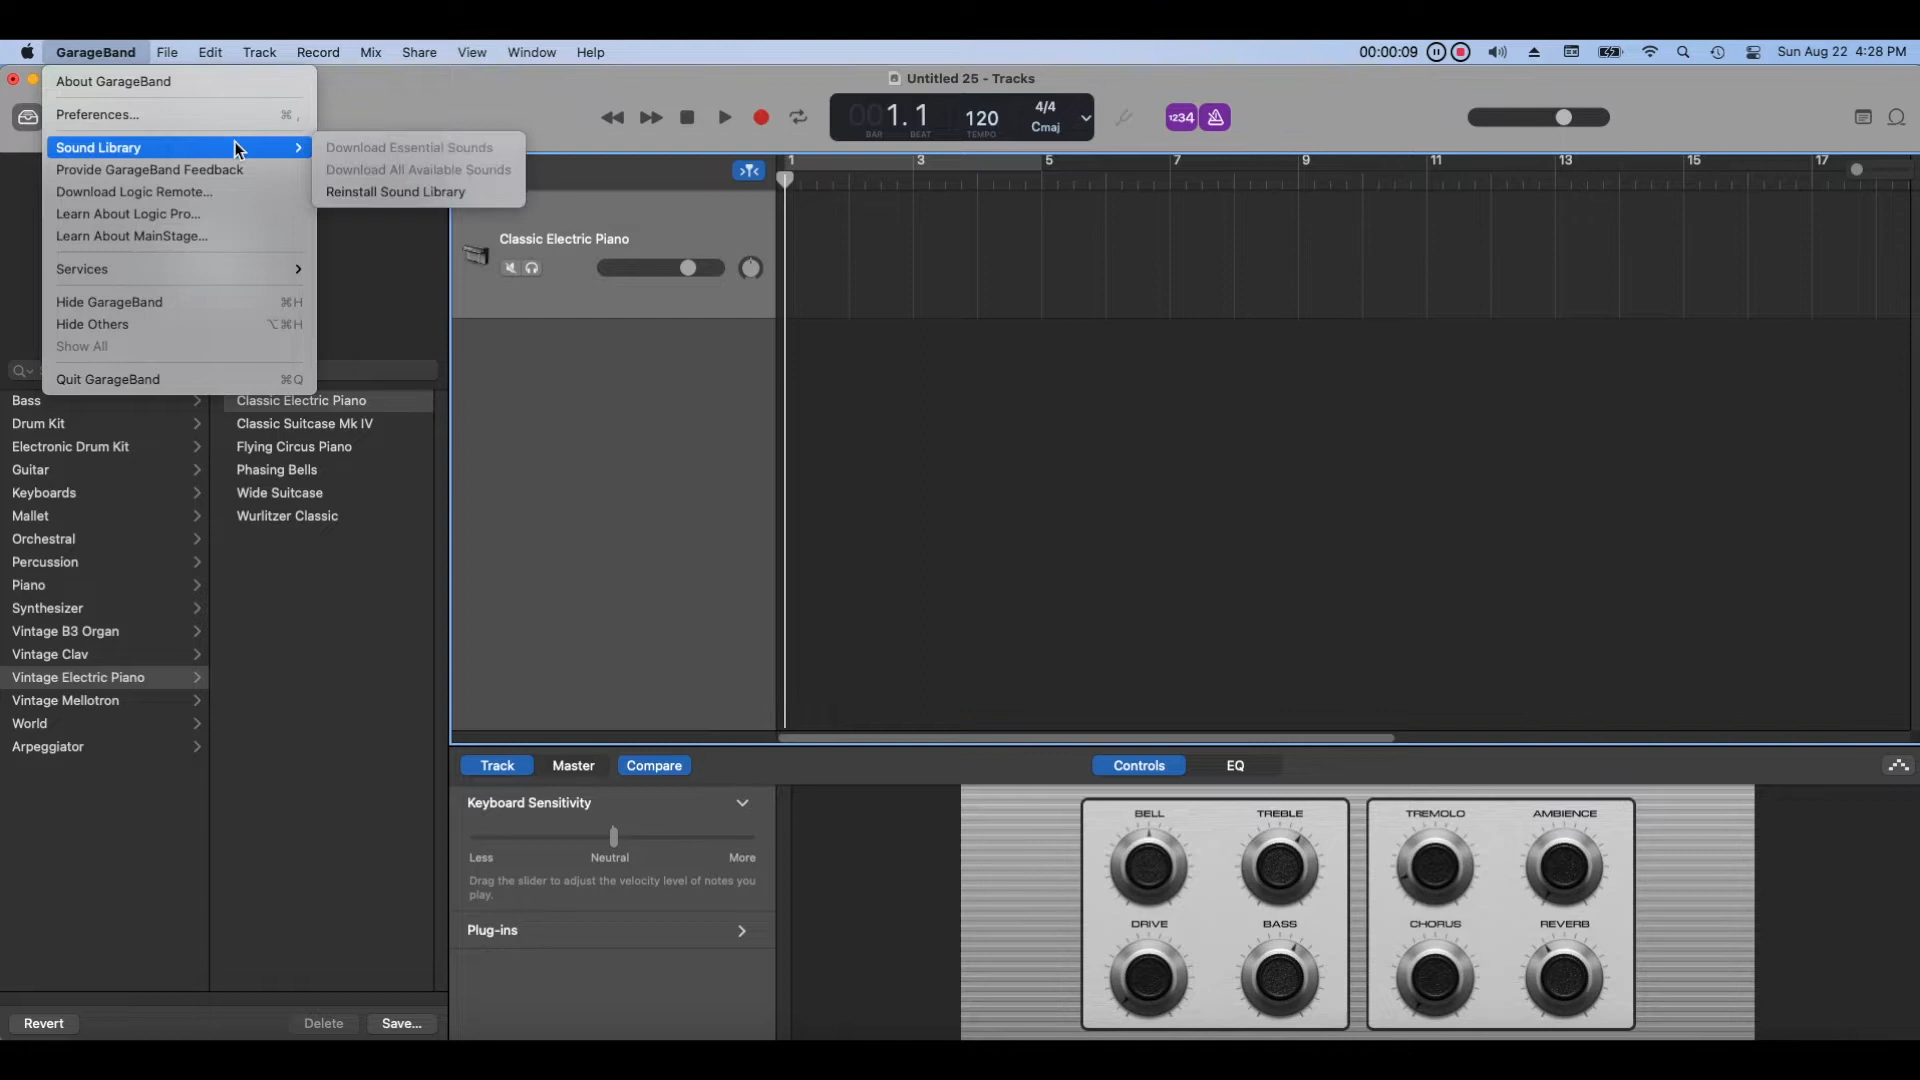 GarageBand File Edit Track Record Mix Share View Window Help 00:00:09 Sun Aug 22 4:28 PM
Untitled 25 - Tracks
About GarageBand
Preferences... ⌘ ,
Sound Library
Provide GarageBand Feedback
Download Logic Remote...
Learn About Logic Pro...
Learn About MainStage...
Services
Hide GarageBand ⌘H
Hide Others ⌥⌘H
Show All
Quit GarageBand ⌘Q
Download Essential Sounds
Download All Available Sounds
Reinstall Sound Library
001.1 120 4/4
Cmaj
BAR BEAT TEMPO
1234
1 3 5 7 9 11 13 15 17
Classic Electric Piano
Bass
Drum Kit
Electronic Drum Kit
Guitar
Keyboards
Mallet
Orchestral
Percussion
Piano
Synthesizer
Vintage B3 Organ
Vintage Clav
Vintage Electric Piano
Vintage Mellotron
World
Arpeggiator
Classic Electric Piano
Classic Suitcase Mk IV
Flying Circus Piano
Phasing Bells
Wide Suitcase
Wurlitzer Classic
Revert Delete Save...
Track Master Compare Controls EQ
Keyboard Sensitivity
Less Neutral More
Drag the slider to adjust the velocity level of notes you
play.
Plug-ins
BELL TREBLE TREMOLO AMBIENCE
DRIVE BASS CHORUS REVERB